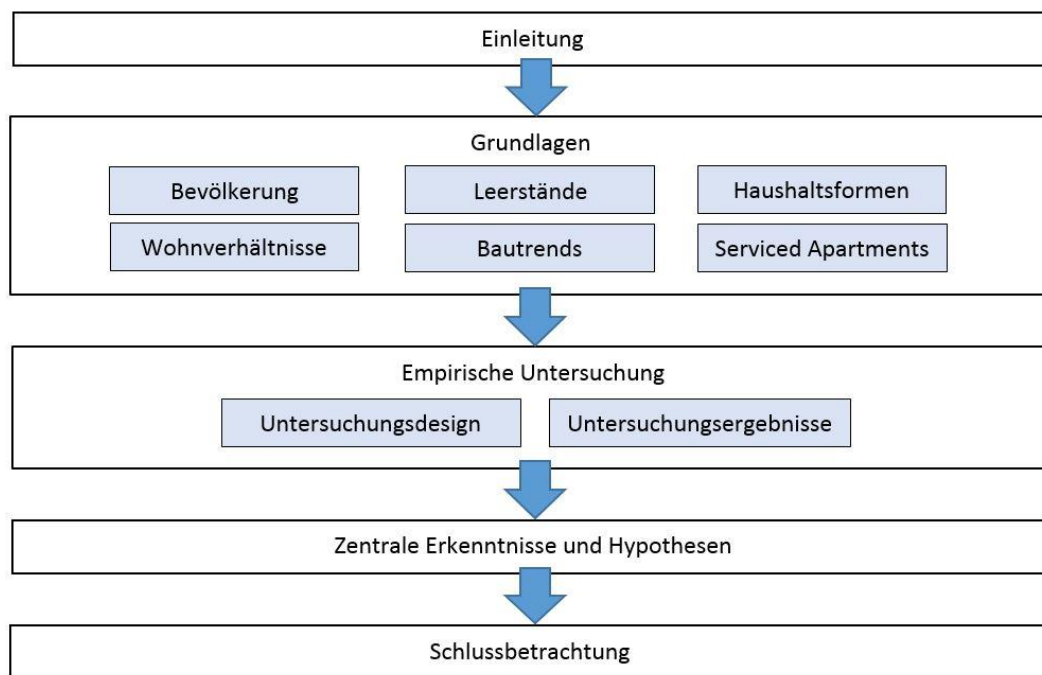 Einleitung
Grundlagen
Bevölkerung
Leerstände
Haushaltsformen
Wohnverhältnisse
Bautrends
Serviced Apartments
Empirische Untersuchung
Untersuchungsdesign
Untersuchungsergebnisse
Zentrale Erkenntnisse und Hypothesen
Schlussbetrachtung